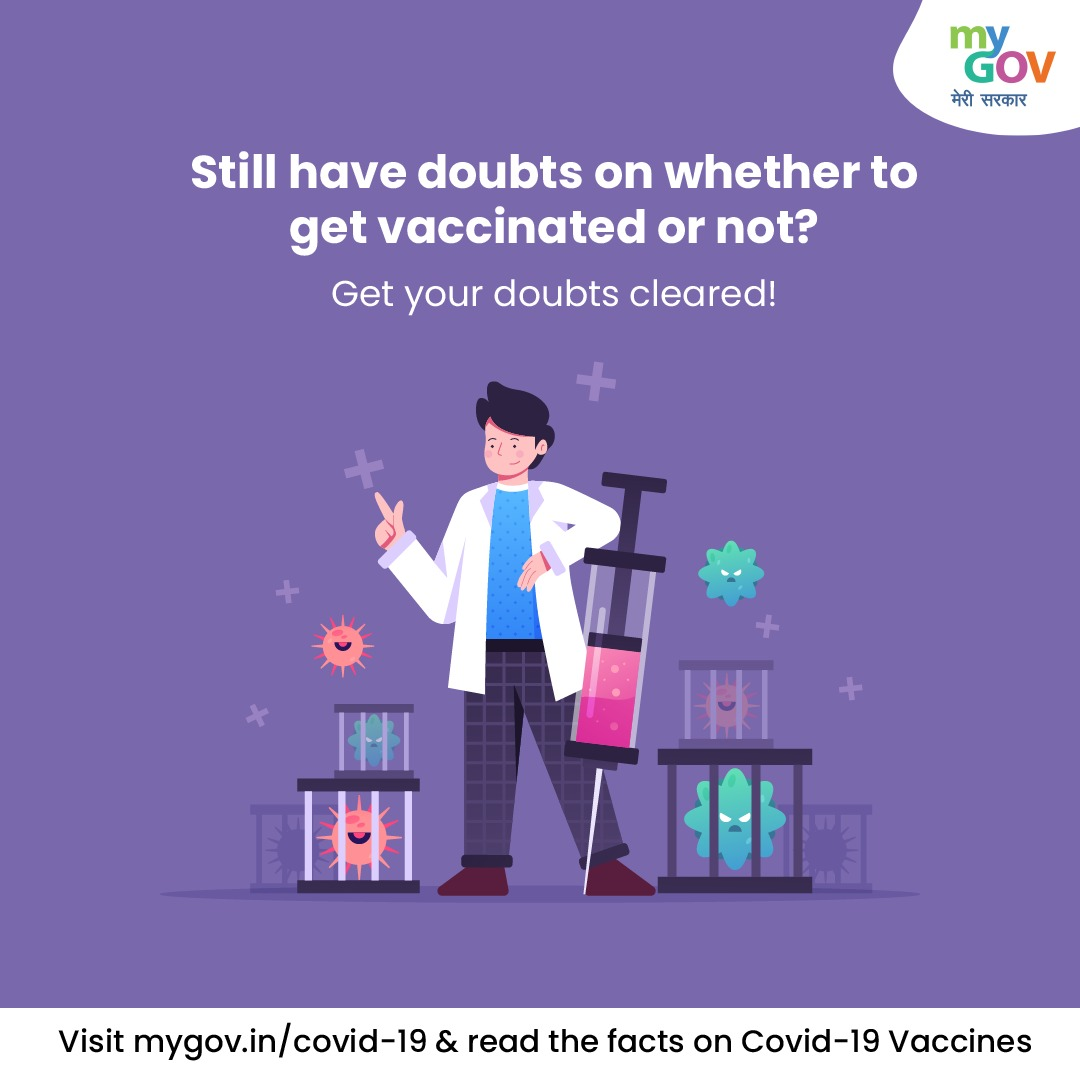 my
GOV
मेरी सरकार
Still have doubts on whether to
get vaccinated or not?
Get your doubts cleared!
Visit mygov.in/covid-19 & read the facts on Covid-19 Vaccines